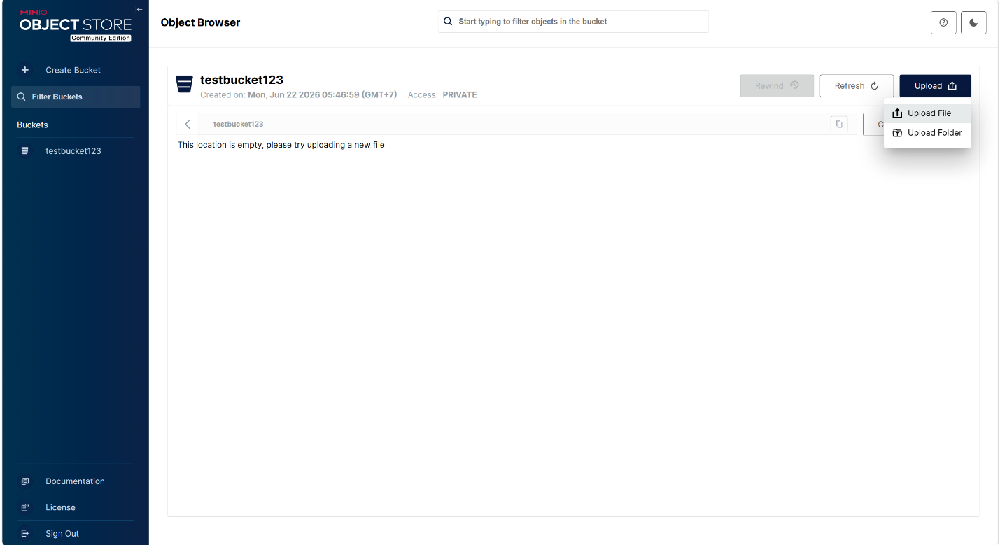 MINIO
OBJECT STORE
Community Edition
Create Bucket
Filter Buckets
Buckets
testbucket123
Documentation
License
Sign Out
Object Browser
Start typing to filter objects in the bucket
testbucket123
Created on: Mon, Jun 22 2026 05:46:59 (GMT+7) Access: PRIVATE
Rewind
Refresh
Upload
Upload File
Upload Folder
testbucket123
C
This location is empty, please try uploading a new file